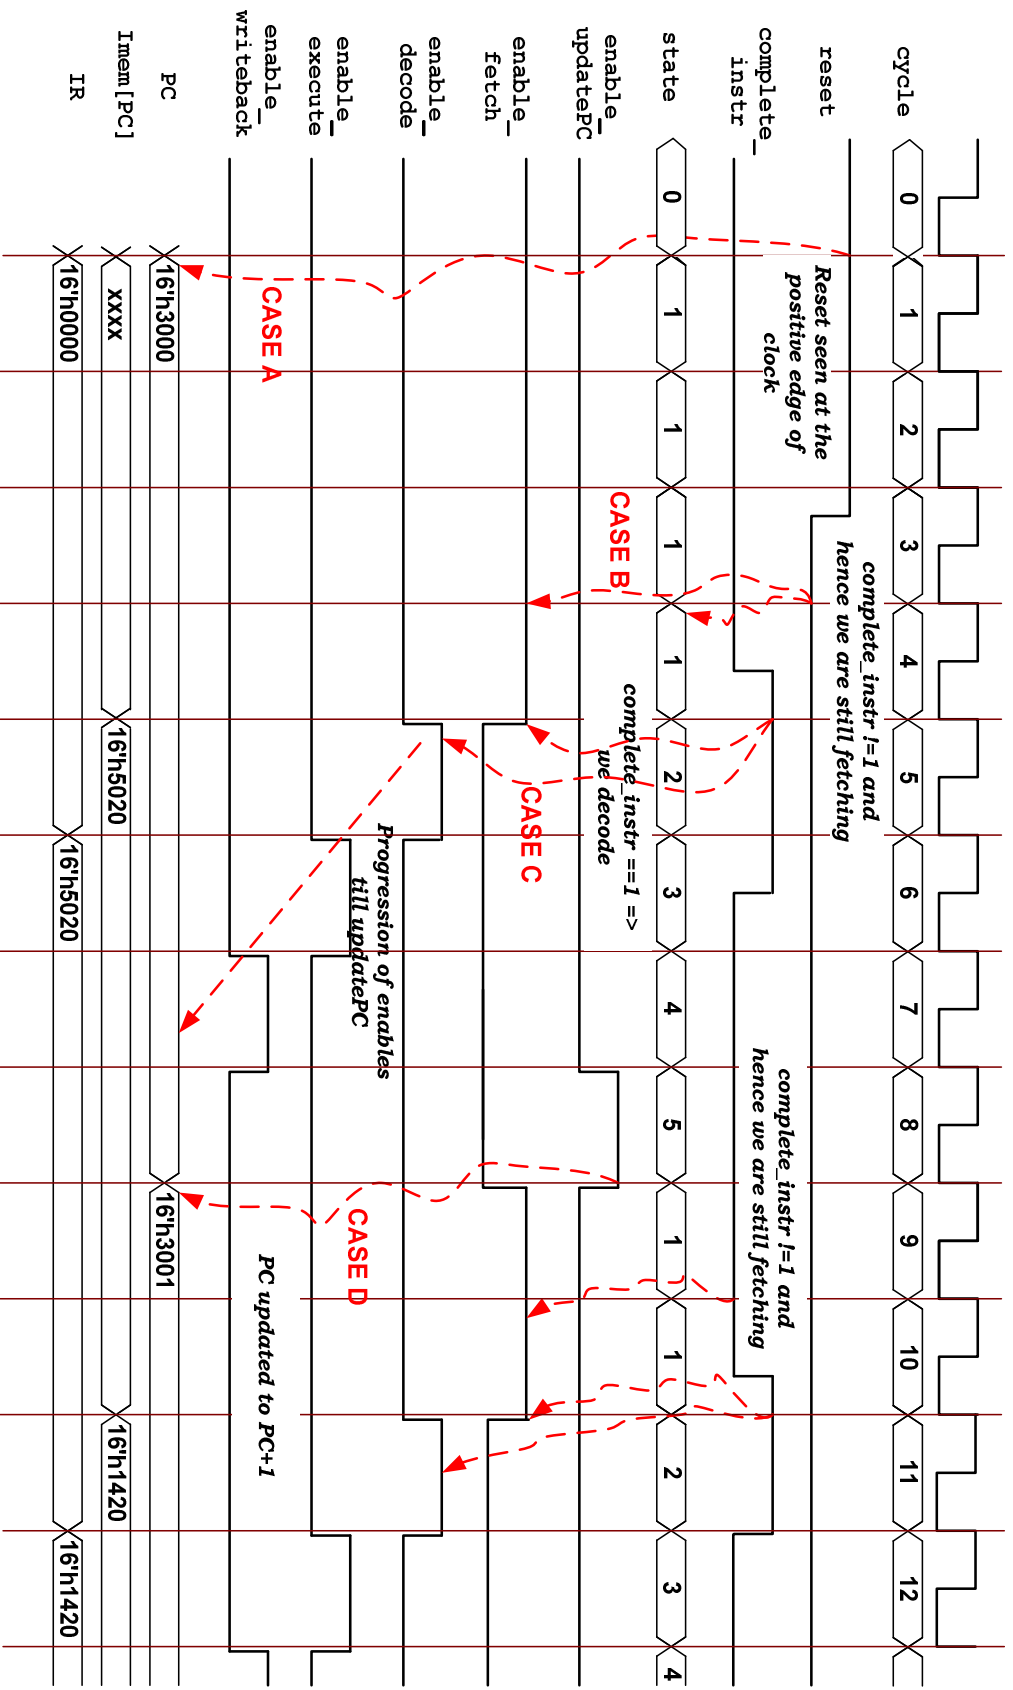 cycle
0
1
2
3
4
5
6
7
8
9
10
11
12
reset
Reset seen at the
positive edge of
clock
complete_instr !=1 and
hence we are still fetching
complete_
instr
complete_instr !=1 and
hence we are still fetching
state
0
1
1
1
1
2
3
4
5
1
1
2
3
4
enable_
updatePC
CASE B
complete_instr ==1 =>
we decode
enable_
fetch
CASE C
enable_
decode
Progression of enables
till updatePC
enable_
execute
CASE D
enable_
writeback
CASE A
PC updated to PC+1
PC
16'h3000
16'h3001
Imem[PC]
xxxx
16'h5020
16'h1420
IR
16'h0000
16'h5020
16'h1420